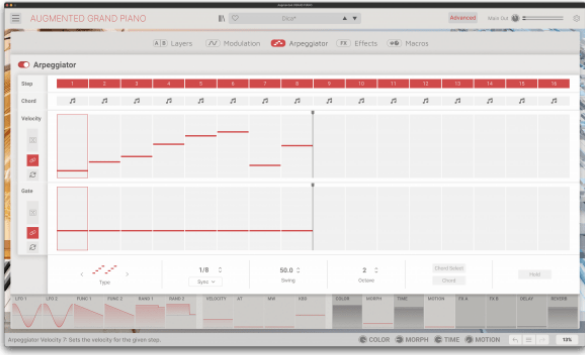 AUGMENTED GRAND PIANO
Dice*
Advanced
Main Out
A B Layers
Modulation
Arpeggiator
FX Effects
Macros
Arpeggiator
Step 1 2 3 4 5 6 7 8 9 10 11 12 13 14 15 16
Chord
Velocity
Gate
Type
1/8
Sync
50.0
Swing
2
Octave
Chord Select
Chord
Hold
LFO 1 LFO 2 FUNC 1 FUNC 2 RAND 1 RAND 2 VELOCITY AT MW KBD COLOR MORPH TIME MOTION FX A FX B DELAY REVERB
Arpeggiator Velocity 7: Sets the velocity for the given step.
COLOR MORPH TIME MOTION